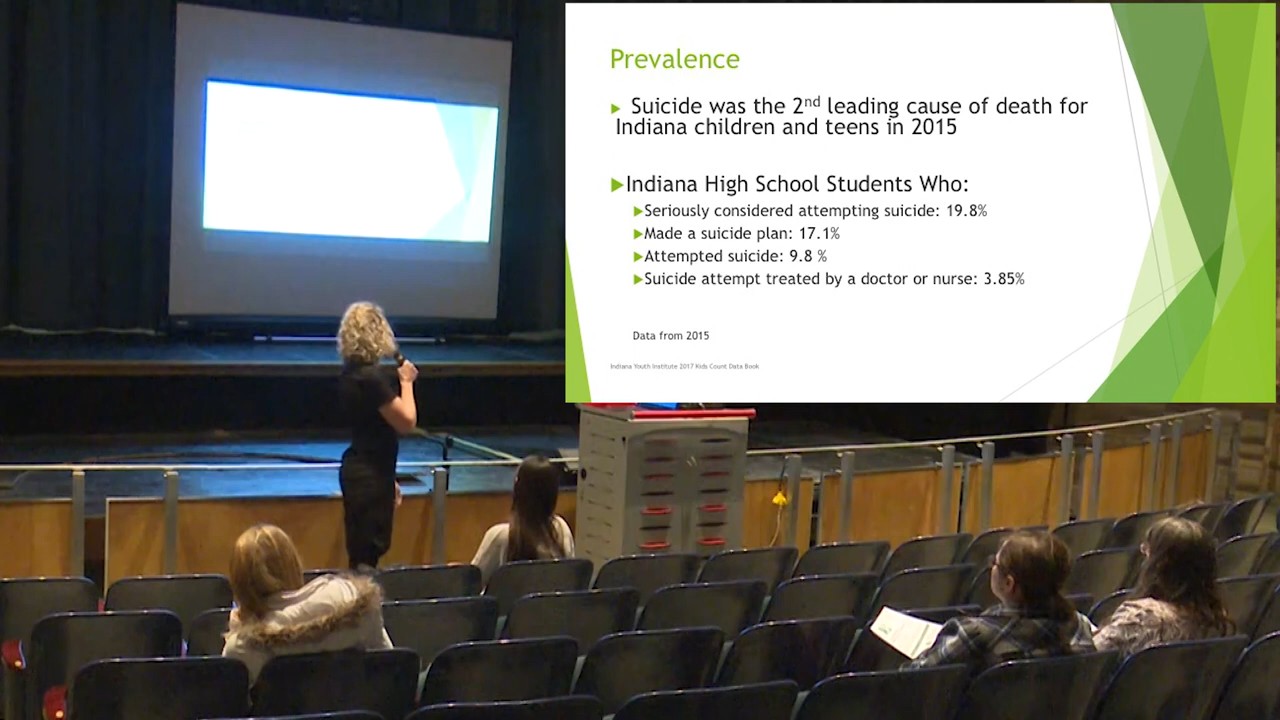 Prevalence
▶ Suicide was the 2nd leading cause of death for
Indiana children and teens in 2015
▶Indiana High School Students Who:
▶Seriously considered attempting suicide: 19.8%
▶Made a suicide plan: 17.1%
▶Attempted suicide: 9.8 %
▶Suicide attempt treated by a doctor or nurse: 3.85%
Data from 2015
Indiana Youth Institute 2017 Kids Count Data Book